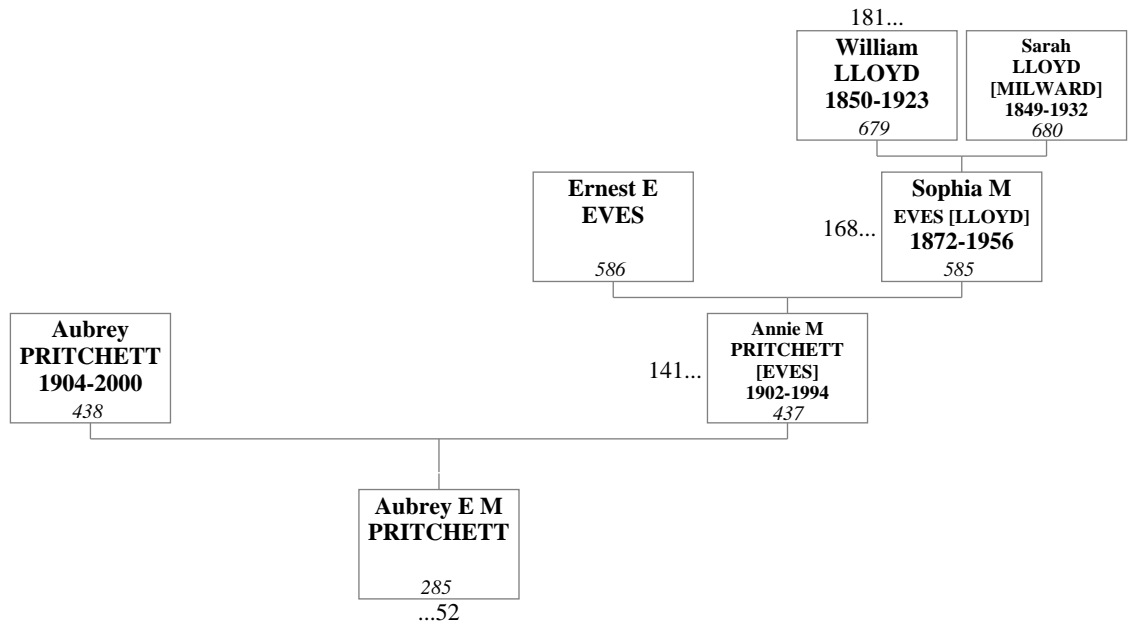 181...
William
LLOYD
1850-1923
679
Sarah
LLOYD
[MILWARD]
1849-1932
680
Ernest E
EVES
586
168...
Sophia M
EVES [LLOYD]
1872-1956
585
Aubrey
PRITCHETT
1904-2000
438
141...
Annie M
PRITCHETT
[EVES]
1902-1994
437
Aubrey E M
PRITCHETT
285
...52